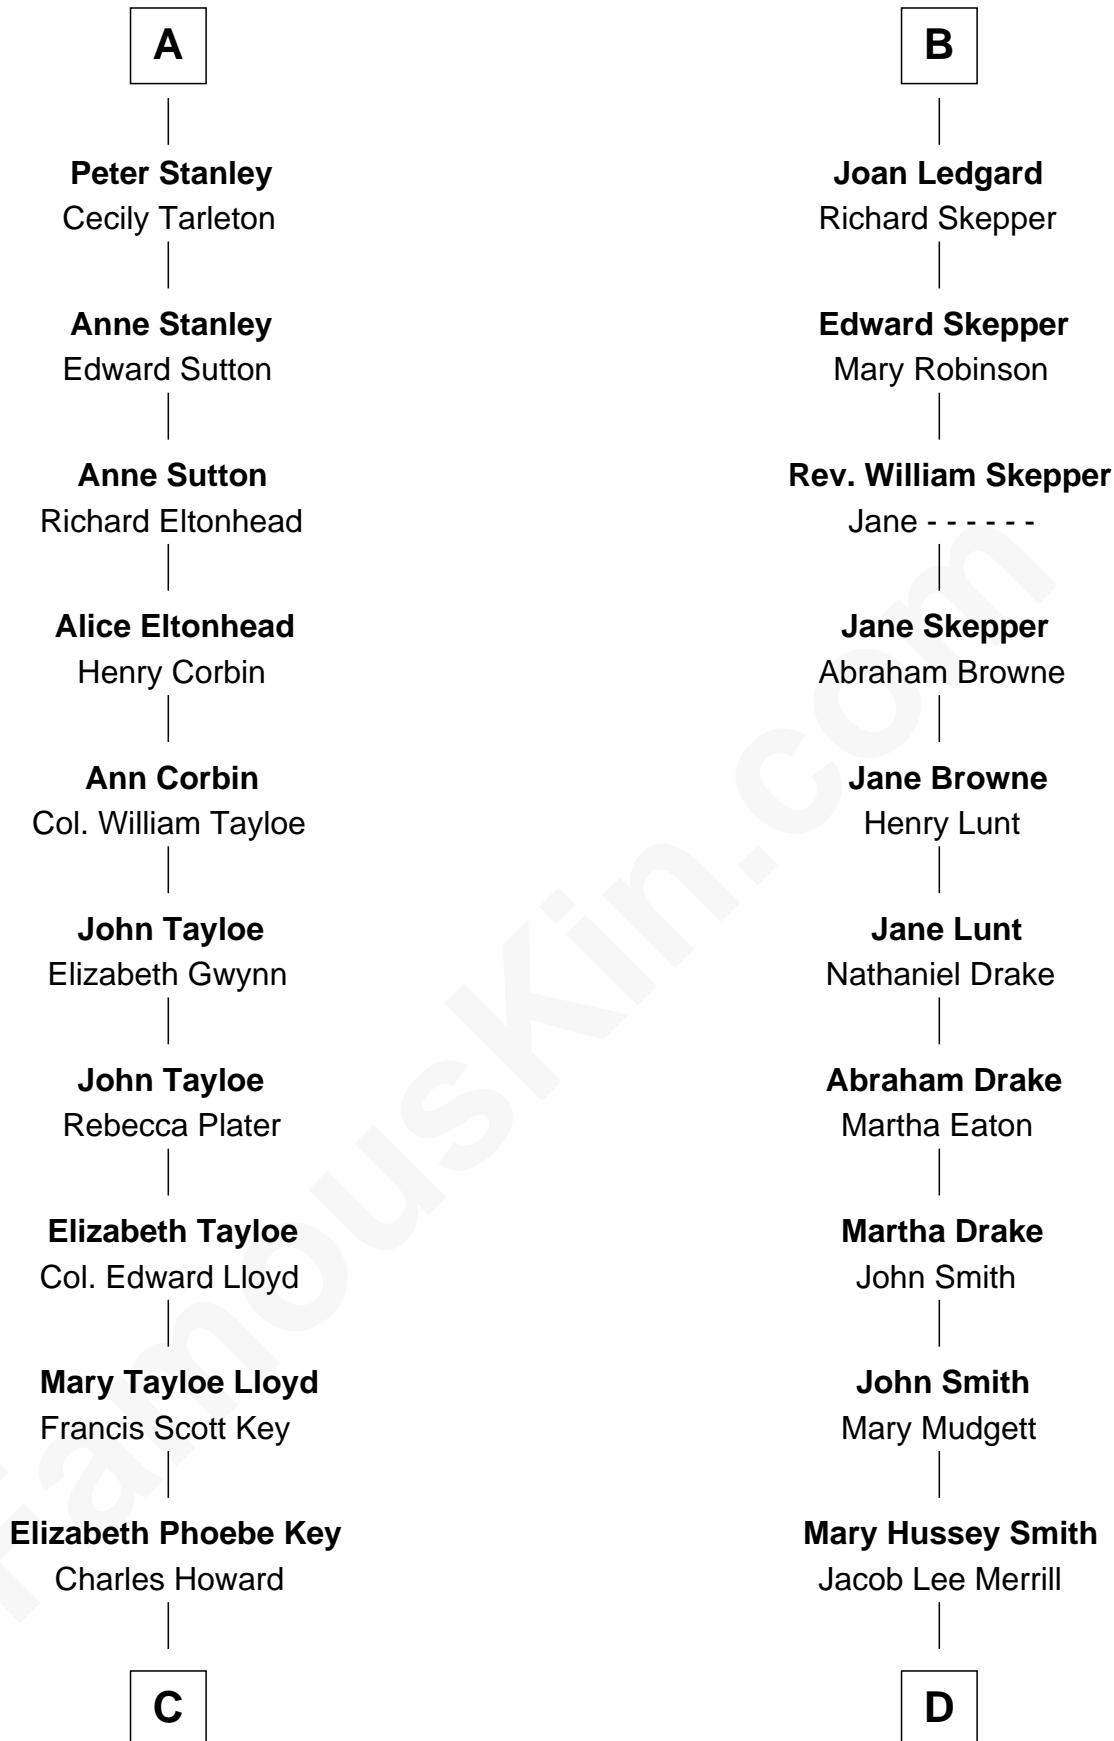 A
Peter Stanley
Cecily Tarleton
Anne Stanley
Edward Sutton
Anne Sutton
Richard Eltonhead
Alice Eltonhead
Henry Corbin
Ann Corbin
Col. William Tayloe
John Tayloe
Elizabeth Gwynn
John Tayloe
Rebecca Plater
Elizabeth Tayloe
Col. Edward Lloyd
Mary Tayloe Lloyd
Francis Scott Key
Elizabeth Phoebe Key
Charles Howard
C
B
Joan Ledgard
Richard Skepper
Edward Skepper
Mary Robinson
Rev. William Skepper
Jane - - - - - -
Jane Skepper
Abraham Browne
Jane Browne
Henry Lunt
Jane Lunt
Nathaniel Drake
Abraham Drake
Martha Eaton
Martha Drake
John Smith
John Smith
Mary Mudgett
Mary Hussey Smith
Jacob Lee Merrill
D
FamousKin.com